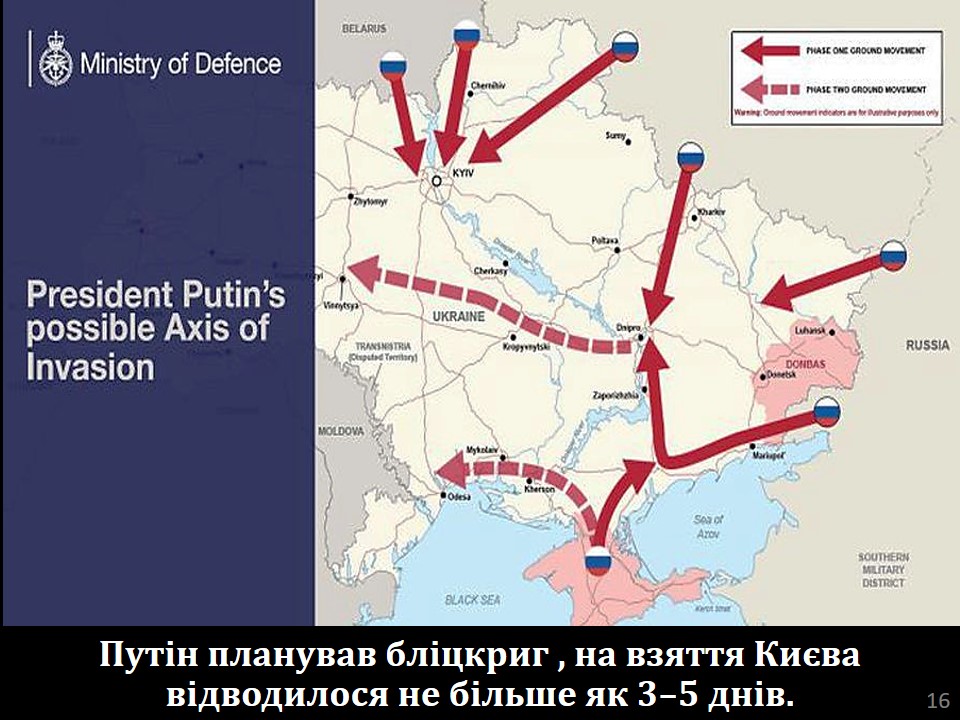 BELARUS
Ministry of Defence
PHASE ONE GROUND MOVEMENT
PHASE TWO GROUND MOVEMENT
Warning: Ground movement indicators are for illustrative purposes only
Chernihiv
Sumy
KYIV
Zhytomyr
Kharkiv
Poltava
Cherkasy
President Putin's
possible Axis of
Invasion
Vinnytsya
UKRAINE
Dnipro
Kropyvnytski
Luhansk
RUSSIA
TRANSNISTRIA
(Disputed Territory)
DONBAS
Donetsk
Zaporizhzhia
MOLDOVA
Mykolaiv
Mariupol'
Kherson
Odesa
Sea of
Azov
SOUTHERN
MILITARY
DISTRICT
BLACK SEA
Kerch Strait
Путін планував бліцкриг , на взяття Києва
відводилося не більше як 3–5 днів.
16